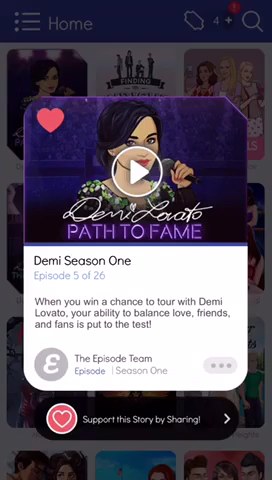 Home
4 +
FINDING
Demi Lovato
PATH TO FAME
Demi Season One
Episode 5 of 26
When you win a chance to tour with Demi
Lovato, your ability to balance love, friends,
and fans is put to the test!
The Episode Team
Episode | Season One
Support this Story by Sharing!